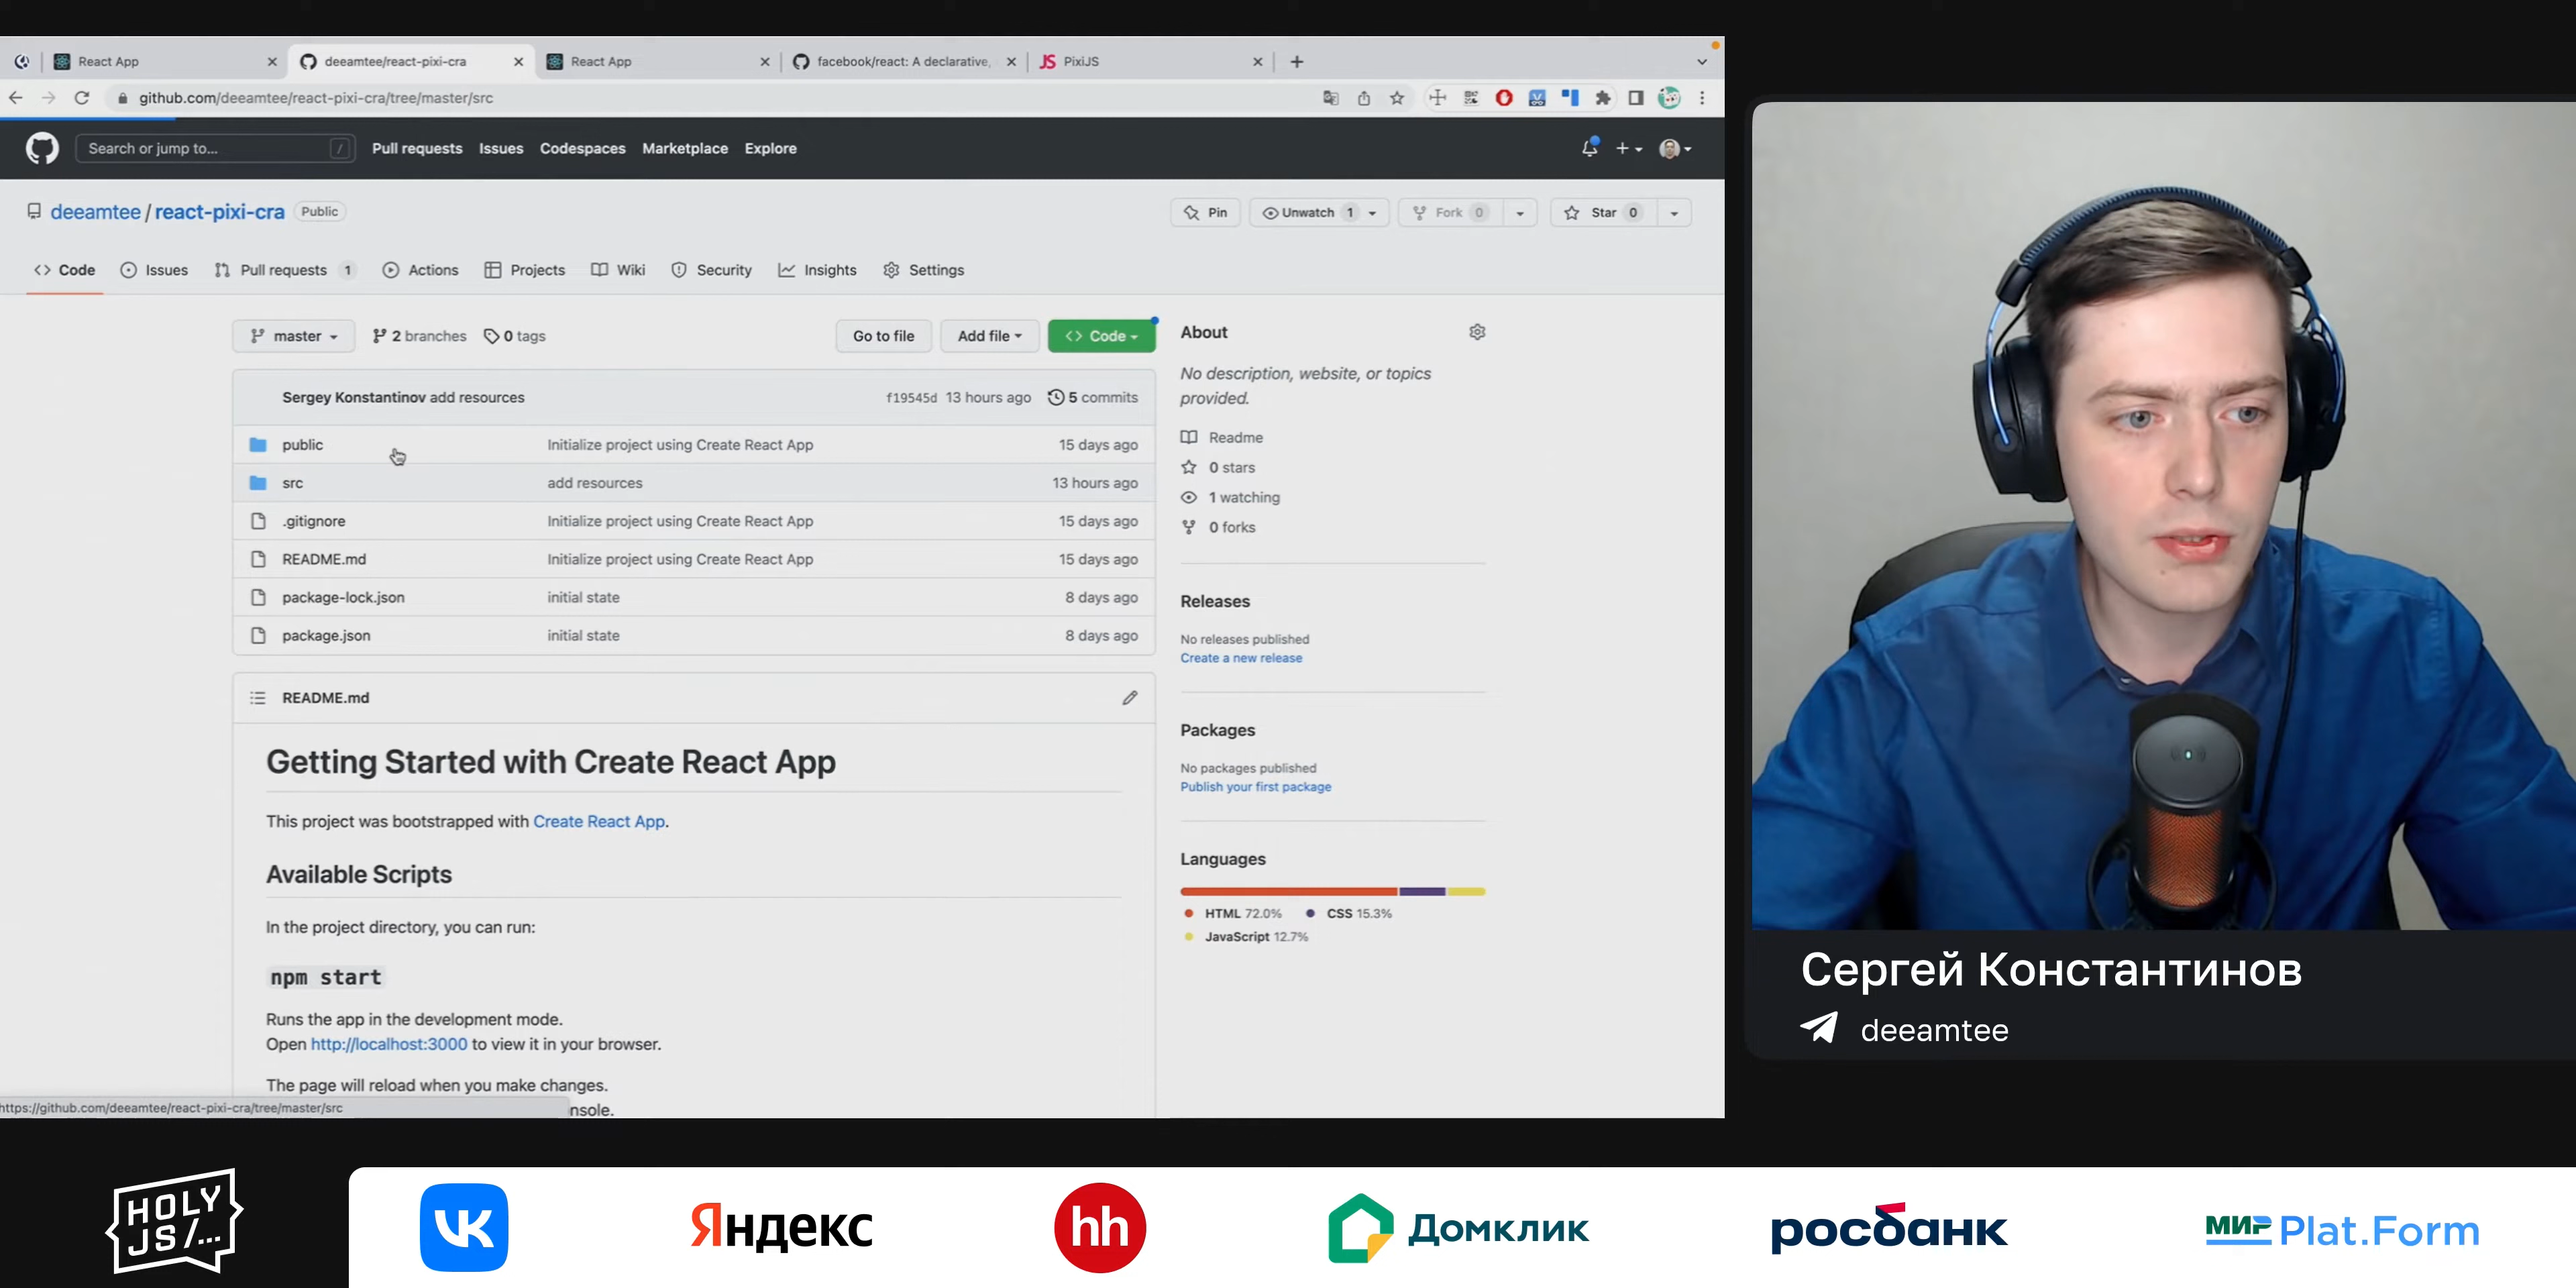 React App
deeamtee/react-pixi-cra
React App
facebook/react: A declarative,
JS PixiJS
github.com/deeamtee/react-pixi-cra/tree/master/src
Search or jump to... /
Pull requests Issues Codespaces Marketplace Explore
deeamtee / react-pixi-cra Public
Pin
Unwatch 1
Fork 0
Star 0
Code
Issues
Pull requests 1
Actions
Projects
Wiki
Security
Insights
Settings
master
2 branches
0 tags
Go to file
Add file
Code
Sergey Konstantinov add resources f19545d 13 hours ago 5 commits
public Initialize project using Create React App 15 days ago
src add resources 13 hours ago
.gitignore Initialize project using Create React App 15 days ago
README.md Initialize project using Create React App 15 days ago
package-lock.json initial state 8 days ago
package.json initial state 8 days ago
README.md
Getting Started with Create React App
This project was bootstrapped with Create React App.
Available Scripts
In the project directory, you can run:
npm start
Runs the app in the development mode.
Open http://localhost:3000 to view it in your browser.
The page will reload when you make changes.
nsole.
https://github.com/deeamtee/react-pixi-cra/tree/master/src
About
No description, website, or topics
provided.
Readme
0 stars
1 watching
0 forks
Releases
No releases published
Create a new release
Packages
No packages published
Publish your first package
Languages
HTML 72.0% CSS 15.3%
JavaScript 12.7%
Сергей Константинов
deeamtee
HOLY
JS/...
VK
Яндекс
hh
Домклик
росбанк
МИР Plat.Form